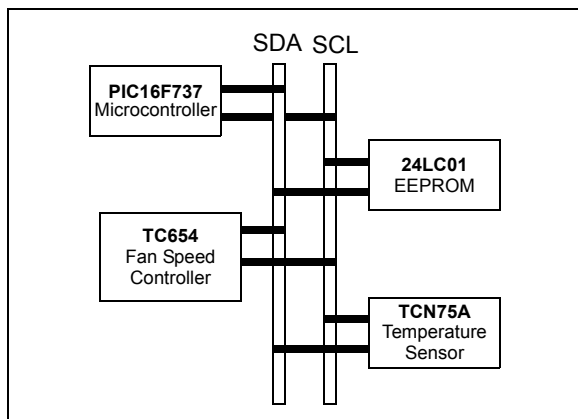 SDA SCL
PIC16F737
Microcontroller
24LC01
EEPROM
TC654
Fan Speed
Controller
TCN75A
Temperature
Sensor